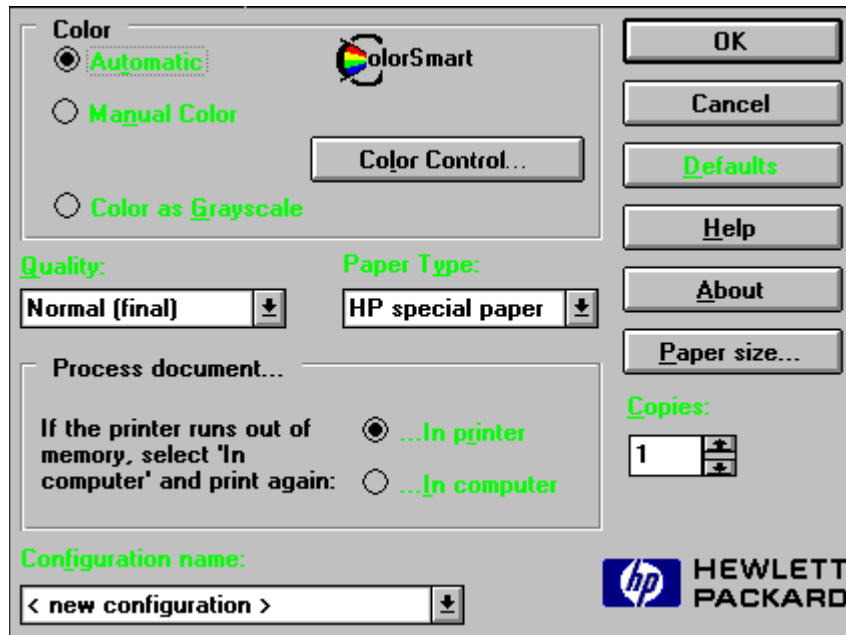 Color
Automatic
ColorSmart
Manual Color
Color Control...
Color as Grayscale
Quality:
Normal (final)
Paper Type:
HP special paper
Process document...
If the printer runs out of
memory, select 'In
computer' and print again:
...In printer
...In computer
Configuration name:
< new configuration >
OK
Cancel
Defaults
Help
About
Paper size...
Copies:
1
hp
HEWLETT
PACKARD